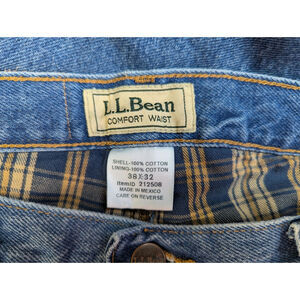 L.L.Bean
COMFORT WAIST
SHELL-100% COTTON
LINING-100% COTTON
38X32
ItemID 212508
MADE IN MEXICO
CARE ON REVERSE